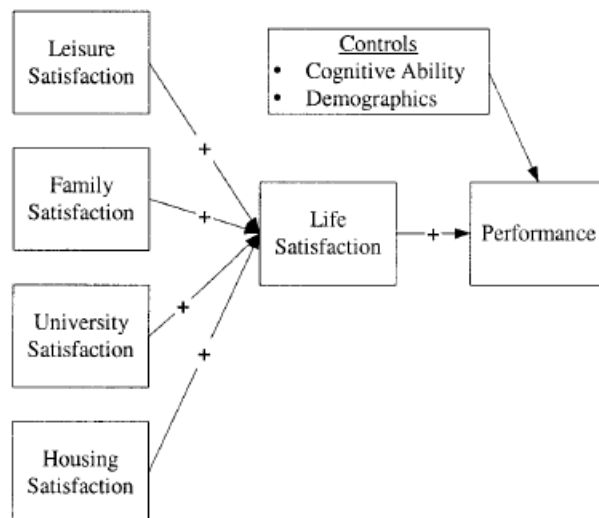 Leisure
Satisfaction
Controls
• Cognitive Ability
• Demographics
+
Family
Satisfaction
+
Life
Satisfaction
+
Performance
University
Satisfaction
+
+
Housing
Satisfaction